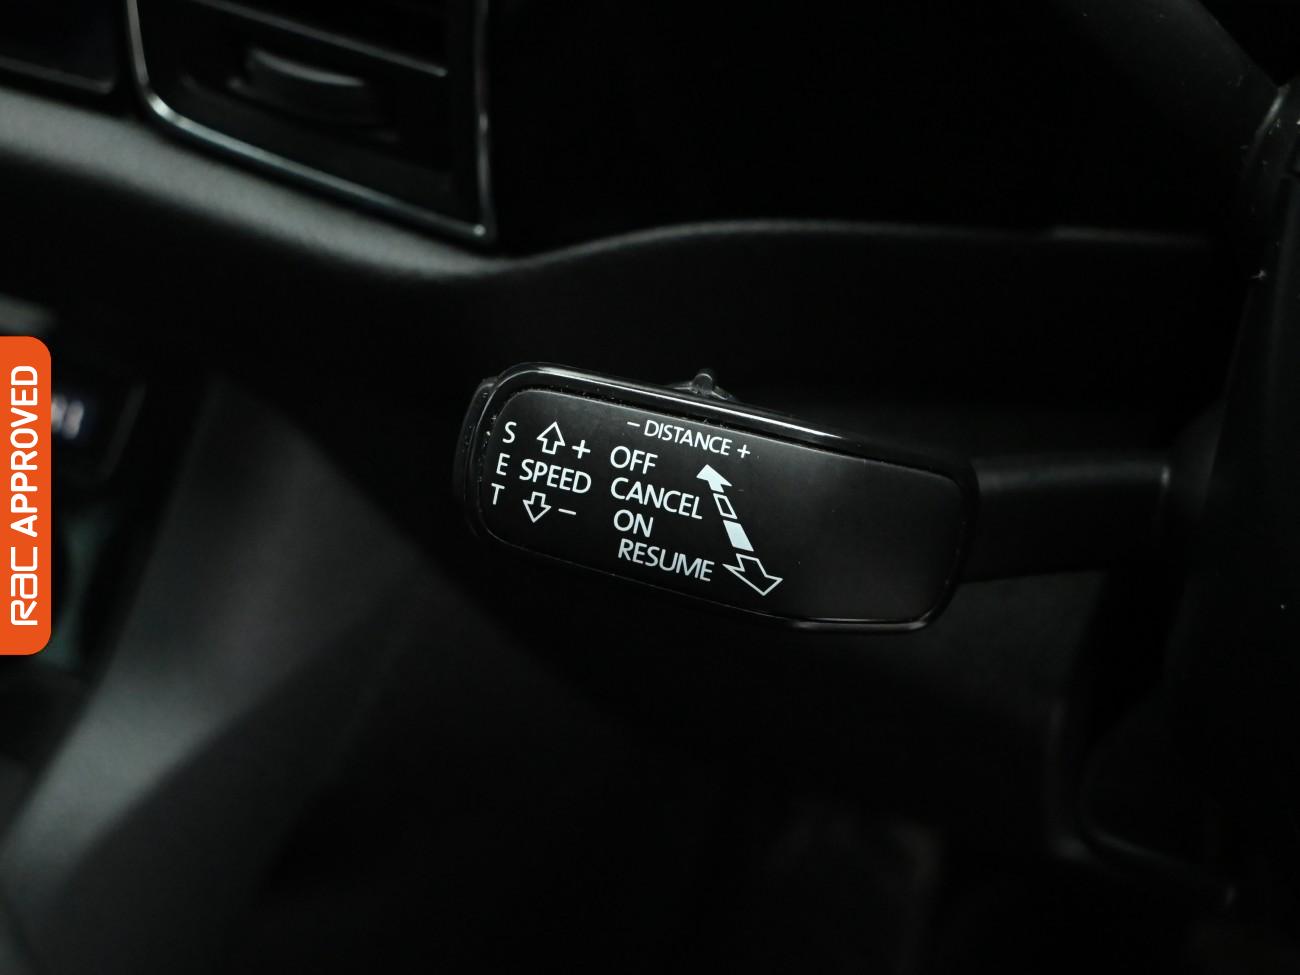 RAC APPROVED
− DISTANCE +
S E T
+
SPEED
−
OFF
CANCEL
ON
RESUME